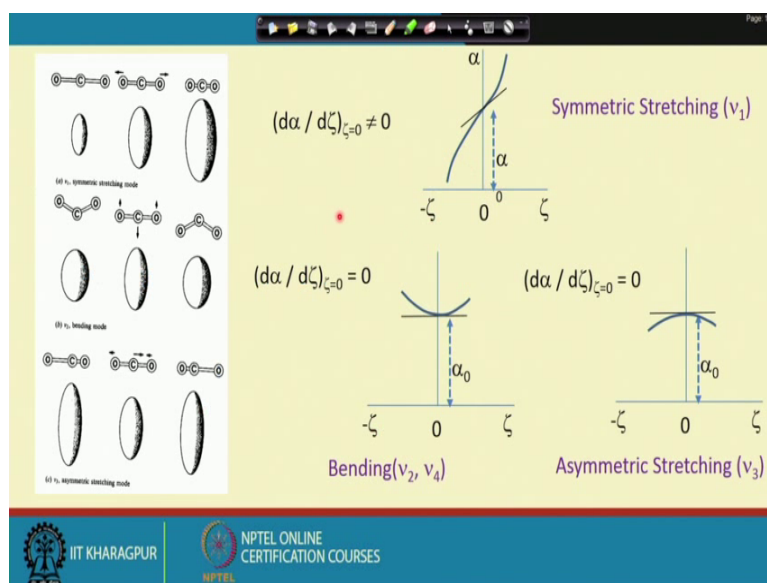 Page: 1
O C O O C O O C O
(a) ν₁, symmetric stretching mode
O C O O C O O C O
(b) ν₂, bending mode
O C O O C O O C O
(c) ν₃, asymmetric stretching mode
(dα / dζ)ζ=0 ≠ 0
α
α
0
-ζ 0 ζ
Symmetric Stretching (ν₁)
(dα / dζ)ζ=0 = 0
α₀
-ζ 0 ζ
Bending(ν₂, ν₄)
(dα / dζ)ζ=0 = 0
α₀
-ζ 0 ζ
Asymmetric Stretching (ν₃)
IIT KHARAGPUR
NPTEL
NPTEL ONLINE
CERTIFICATION COURSES